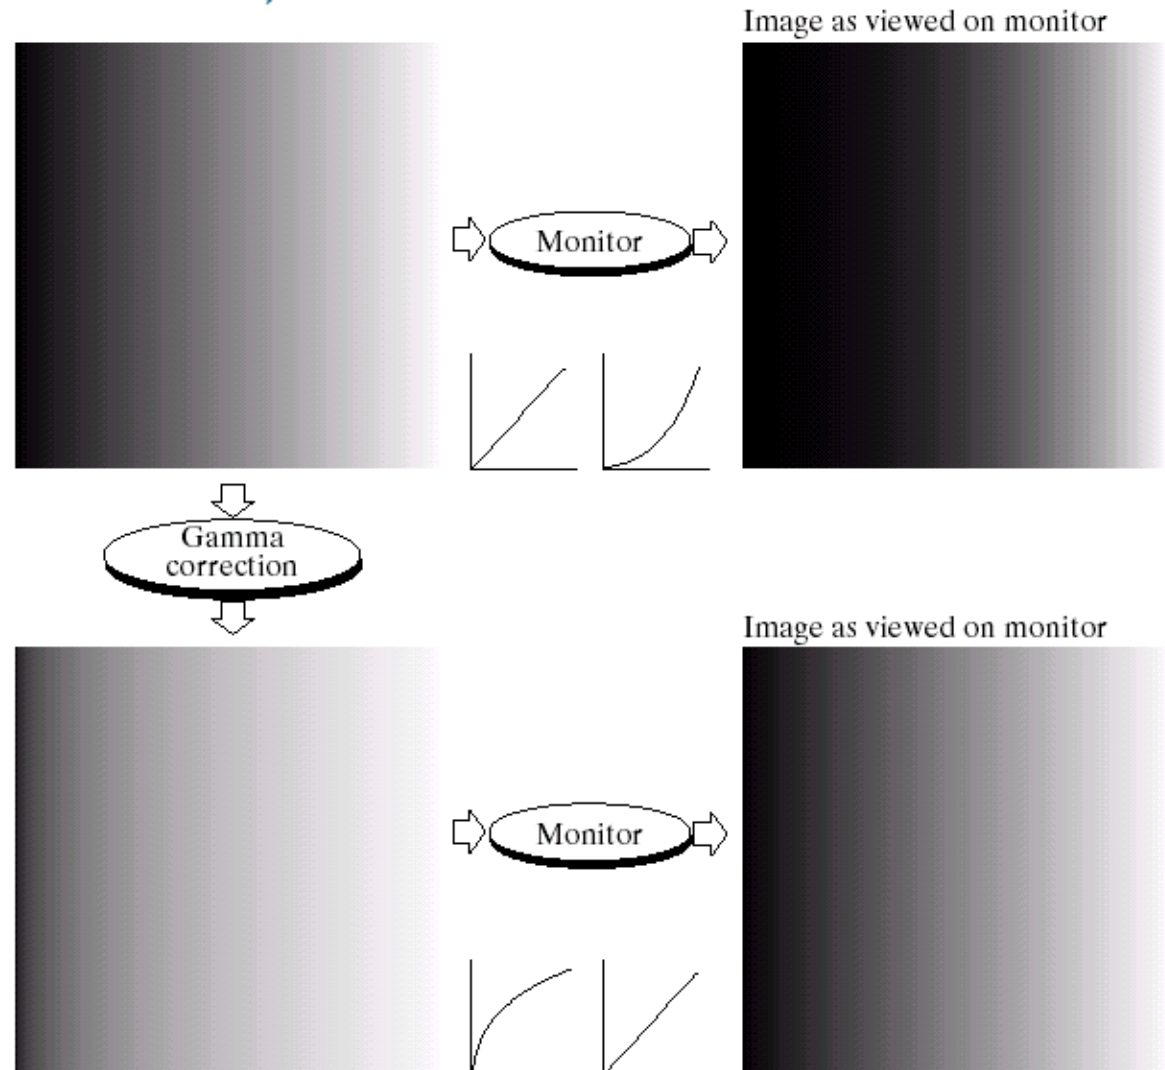 Image as viewed on monitor
Monitor
Gamma
correction
Image as viewed on monitor
Monitor